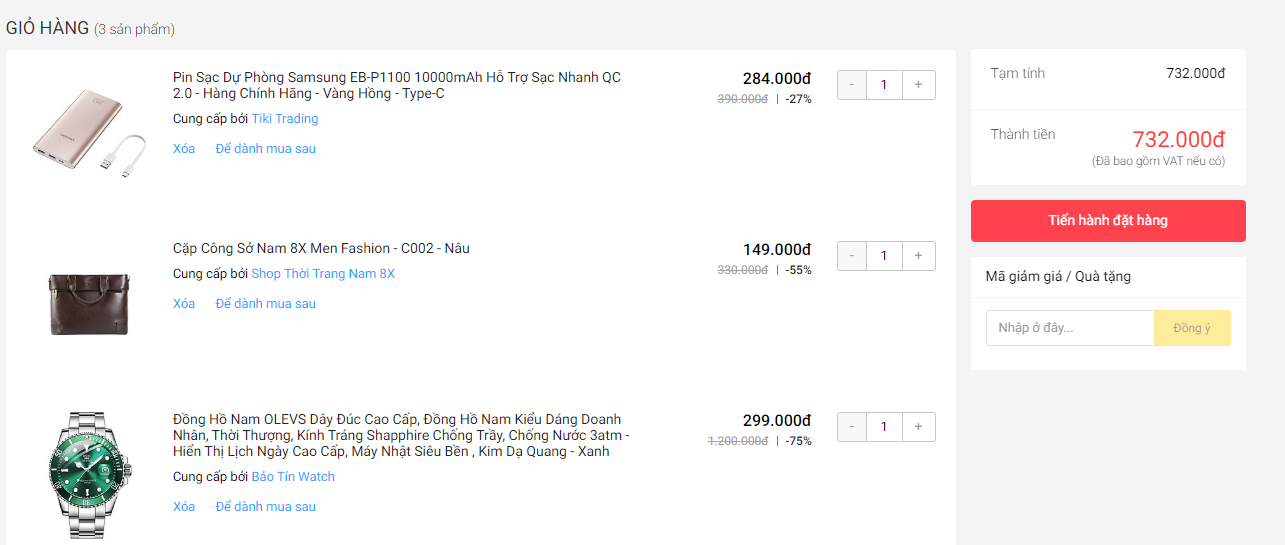 GIỎ HÀNG (3 sản phẩm)
Pin Sạc Dự Phòng Samsung EB-P1100 10000mAh Hỗ Trợ Sạc Nhanh QC
2.0 - Hàng Chính Hãng - Vàng Hồng - Type-C
Cung cấp bởi Tiki Trading
Xóa Để dành mua sau
284.000đ
390.000đ | -27%
- 1 +
Cặp Công Sở Nam 8X Men Fashion - C002 - Nâu
Cung cấp bởi Shop Thời Trang Nam 8X
Xóa Để dành mua sau
149.000đ
330.000đ | -55%
- 1 +
Đồng Hồ Nam OLEVS Dây Đúc Cao Cấp, Đồng Hồ Nam Kiểu Dáng Doanh
Nhân, Thời Thượng, Kính Tráng Shapphire Chống Trầy, Chống Nước 3atm -
Hiển Thị Lịch Ngày Cao Cấp, Máy Nhật Siêu Bền , Kim Dạ Quang - Xanh
Cung cấp bởi Bảo Tín Watch
Xóa Để dành mua sau
299.000đ
1.200.000đ | -75%
- 1 +
Tạm tính 732.000đ
Thành tiền 732.000đ
(Đã bao gồm VAT nếu có)
Tiến hành đặt hàng
Mã giảm giá / Quà tặng
Nhập ở đây... Đồng ý